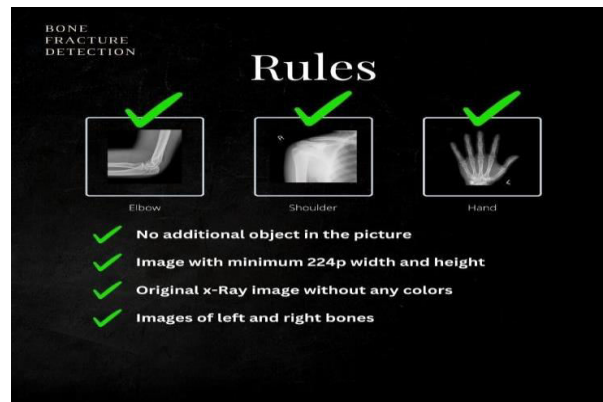 BONE
FRACTURE
DETECTION
Rules
R
L
Elbow
Shoulder
Hand
No additional object in the picture
Image with minimum 224p width and height
Original x-Ray image without any colors
Images of left and right bones